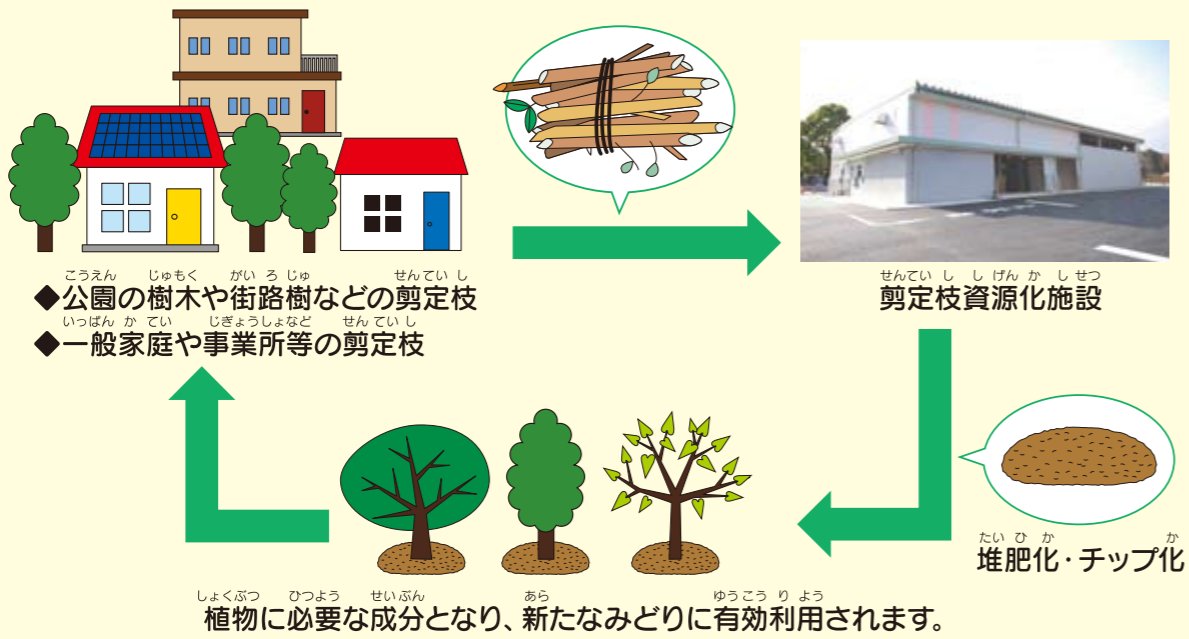 こうえん じゅもく がいろじゅ せんていし
◆公園の樹木や街路樹などの剪定枝
いっぱんかてい じぎょうしょなど せんていし
◆一般家庭や事業所等の剪定枝
せんていししげんかしせつ
剪定枝資源化施設
たいひか か
堆肥化・チップ化
しょくぶつ ひつよう せいぶん あら ゆうこうりよう
植物に必要な成分となり、新たなみどりに有効利用されます。